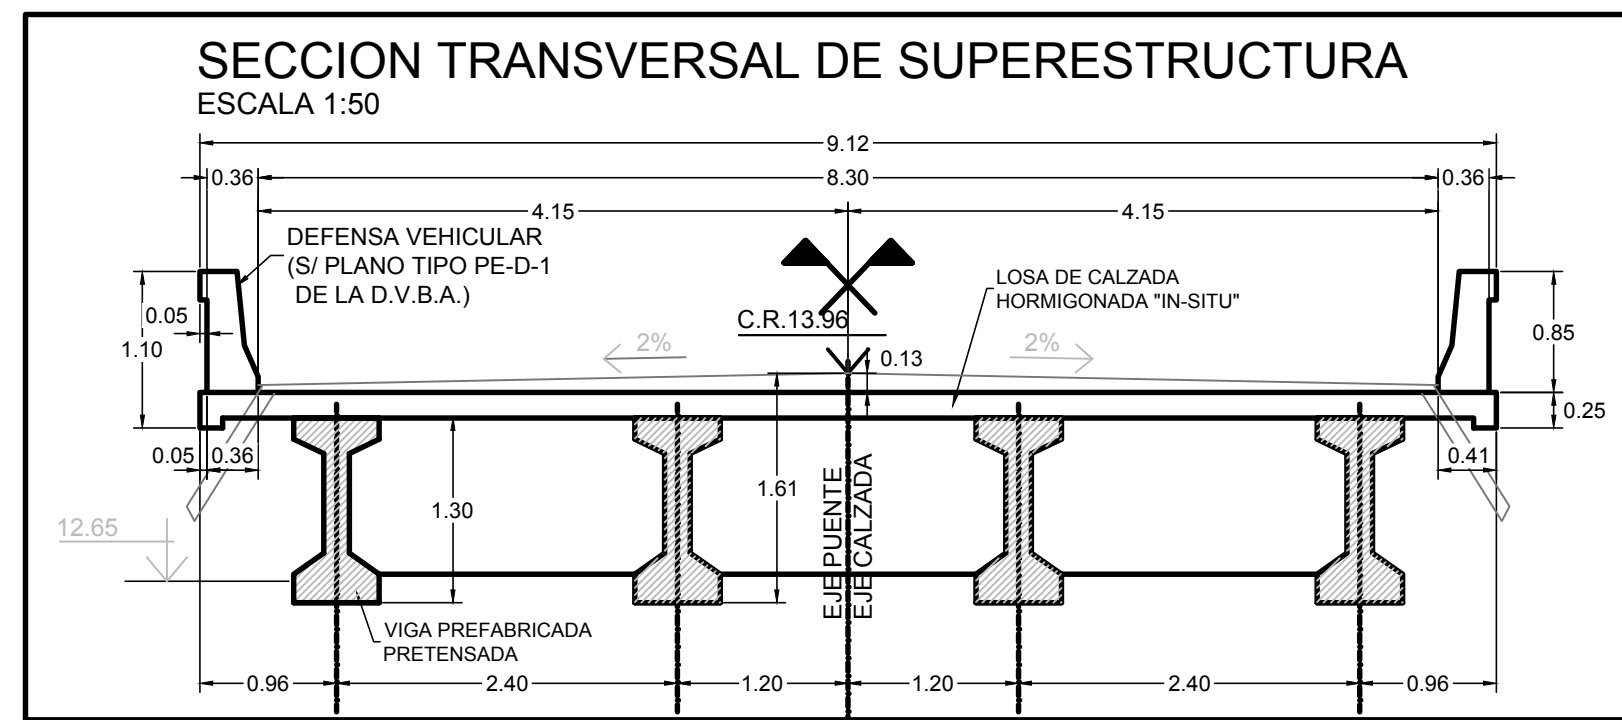 SECCION TRANSVERSAL DE SUPERESTRUCTURA
ESCALA 1:50
9.12
0.36
8.30
0.36
4.15
4.15
DEFENSA VEHICULAR
(S/ PLANO TIPO PE-D-1
DE LA D.V.B.A.)
LOSA DE CALZADA
HORMIGONADA "IN-SITU"
0.05
C.R.13.96
1.10
2%
2%
0.13
0.85
0.25
0.05
0.36
0.41
1.61
1.30
EJE PUENTE
EJE CALZADA
12.65
VIGA PREFABRICADA
PRETENSADA
0.96
2.40
1.20
1.20
2.40
0.96